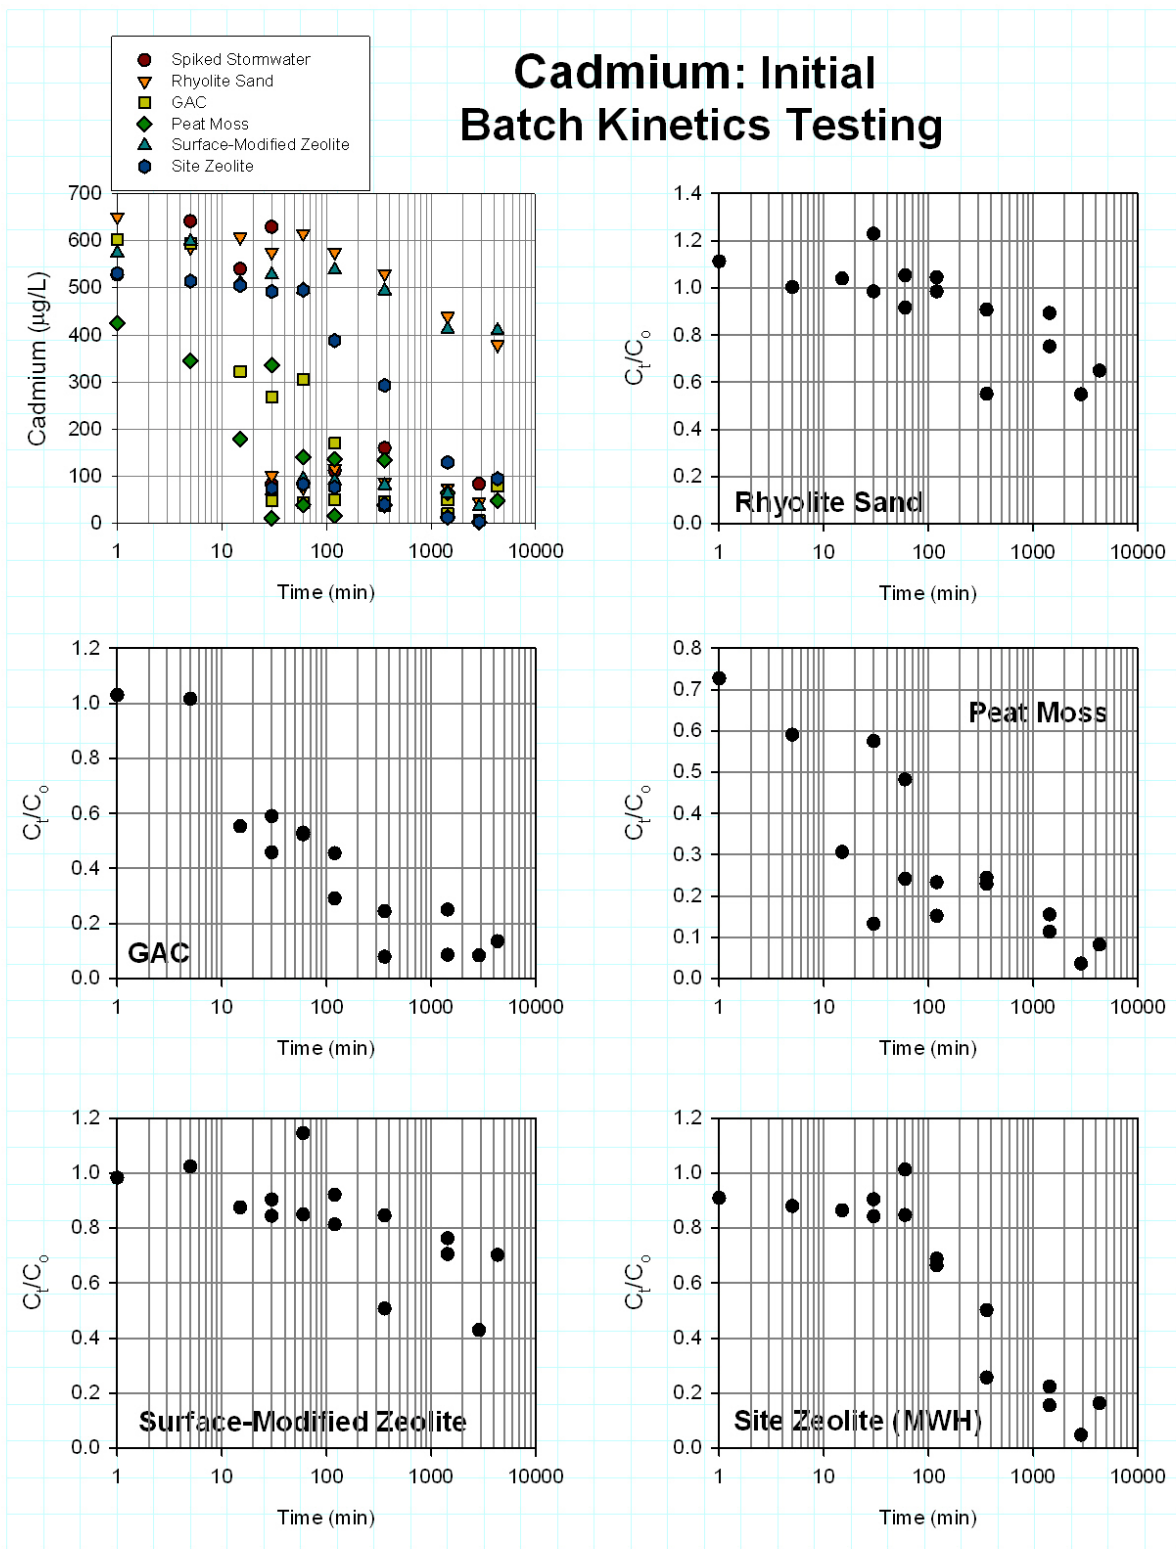 Spiked Stormwater
Rhyolite Sand
GAC
Peat Moss
Surface-Modified Zeolite
Site Zeolite
Cadmium: Initial
Batch Kinetics Testing
700
600
500
400
300
200
100
0
Cadmium (µg/L)
1 10 100 1000 10000
Time (min)
1.4
1.2
1.0
0.8
0.6
0.4
0.2
0.0
Ct/Co
Rhyolite Sand
1 10 100 1000 10000
Time (min)
1.2
1.0
0.8
0.6
0.4
0.2
0.0
Ct/Co
GAC
1 10 100 1000 10000
Time (min)
0.8
0.7
0.6
0.5
0.4
0.3
0.2
0.1
0.0
Ct/Co
Peat Moss
1 10 100 1000 10000
Time (min)
1.2
1.0
0.8
0.6
0.4
0.2
0.0
Ct/Co
Surface-Modified Zeolite
1 10 100 1000 10000
Time (min)
1.2
1.0
0.8
0.6
0.4
0.2
0.0
Ct/Co
Site Zeolite (MWH)
1 10 100 1000 10000
Time (min)